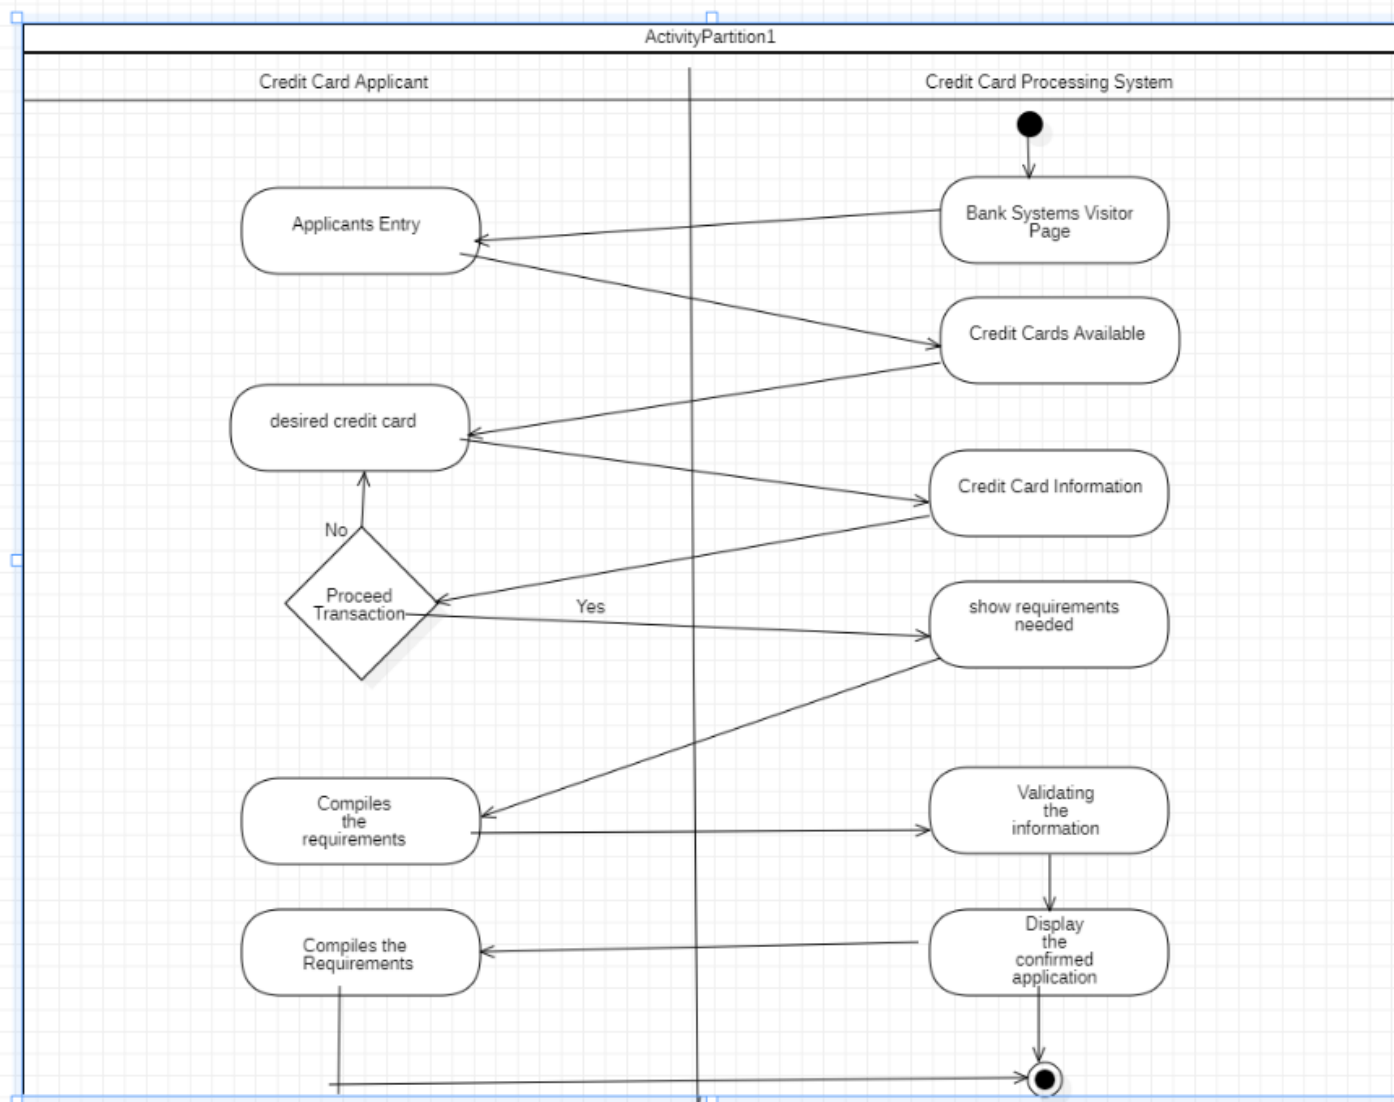 ActivityPartition1
Credit Card Applicant
Credit Card Processing System
Applicants Entry
Bank Systems Visitor
Page
Credit Cards Available
desired credit card
Credit Card Information
No
Proceed
Transaction
Yes
show requirements
needed
Compiles
the
requirements
Validating
the
information
Compiles the
Requirements
Display
the
confirmed
application